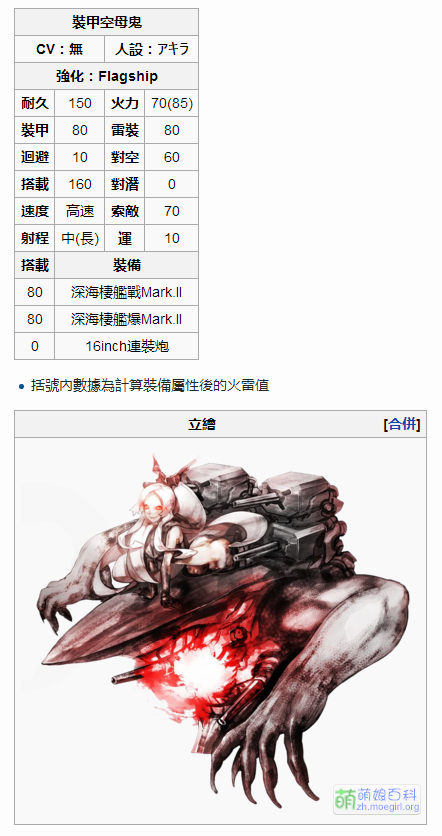 裝甲空母鬼
CV：無 人設：アキラ
強化：Flagship
耐久 150 火力 70(85)
裝甲 80 雷裝 80
迴避 10 對空 60
搭載 160 對潛 0
速度 高速 索敵 70
射程 中(長) 運 10
搭載 裝備
80 深海棲艦戰Mark.II
80 深海棲艦爆Mark.II
0 16inch連裝炮
括號內數據為計算裝備屬性後的火雷值
立繪 [合併]
萌 萌娘百科
zh.moegirl.org